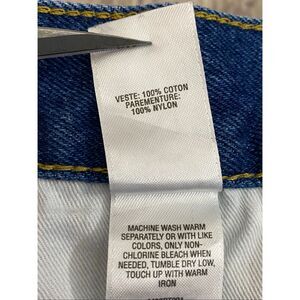 VESTE: 100% COTON
PAREMENTURE:
100% NYLON
MACHINE WASH WARM
SEPARATELY OR WITH LIKE
COLORS, ONLY NON-
CHLORINE BLEACH WHEN
NEEDED, TUMBLE DRY LOW,
TOUCH UP WITH WARM
IRON